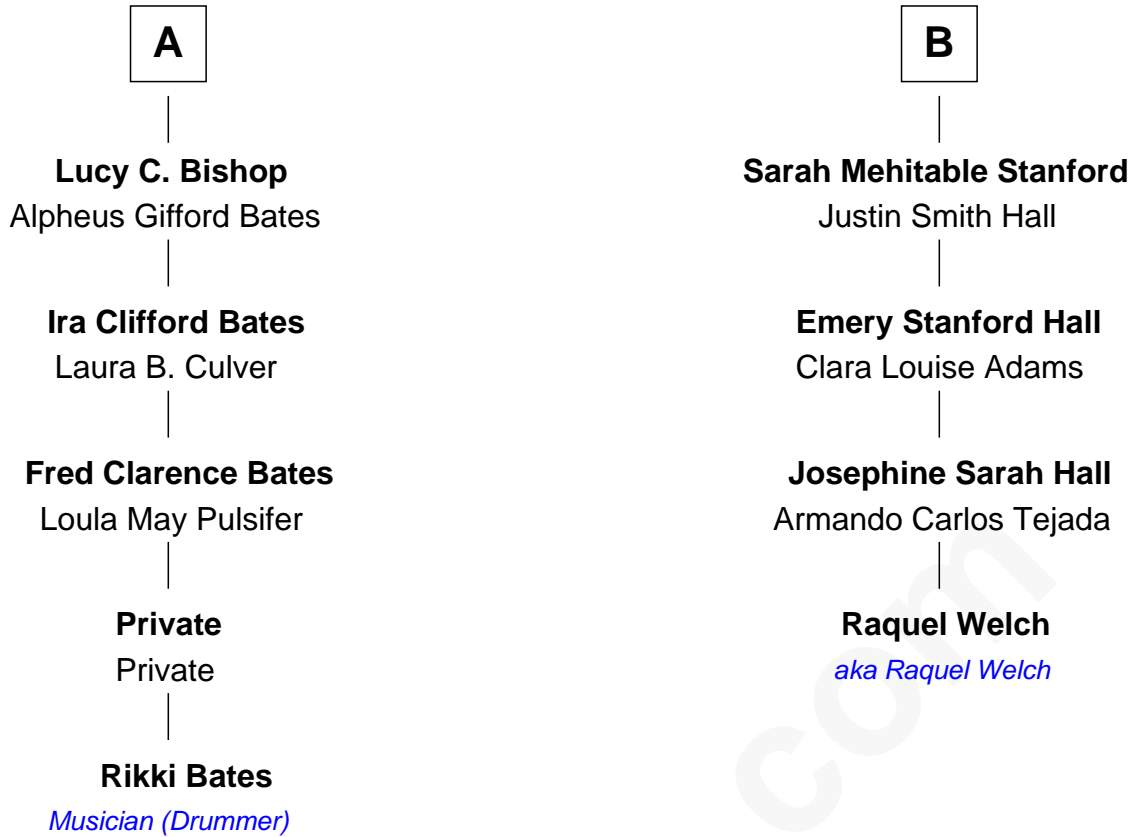 A
Lucy C. Bishop
Alpheus Gifford Bates
Ira Clifford Bates
Laura B. Culver
Fred Clarence Bates
Loula May Pulsifer
Private
Private
Rikki Bates
Musician (Drummer)
B
Sarah Mehitable Stanford
Justin Smith Hall
Emery Stanford Hall
Clara Louise Adams
Josephine Sarah Hall
Armando Carlos Tejada
Raquel Welch
aka Raquel Welch
com